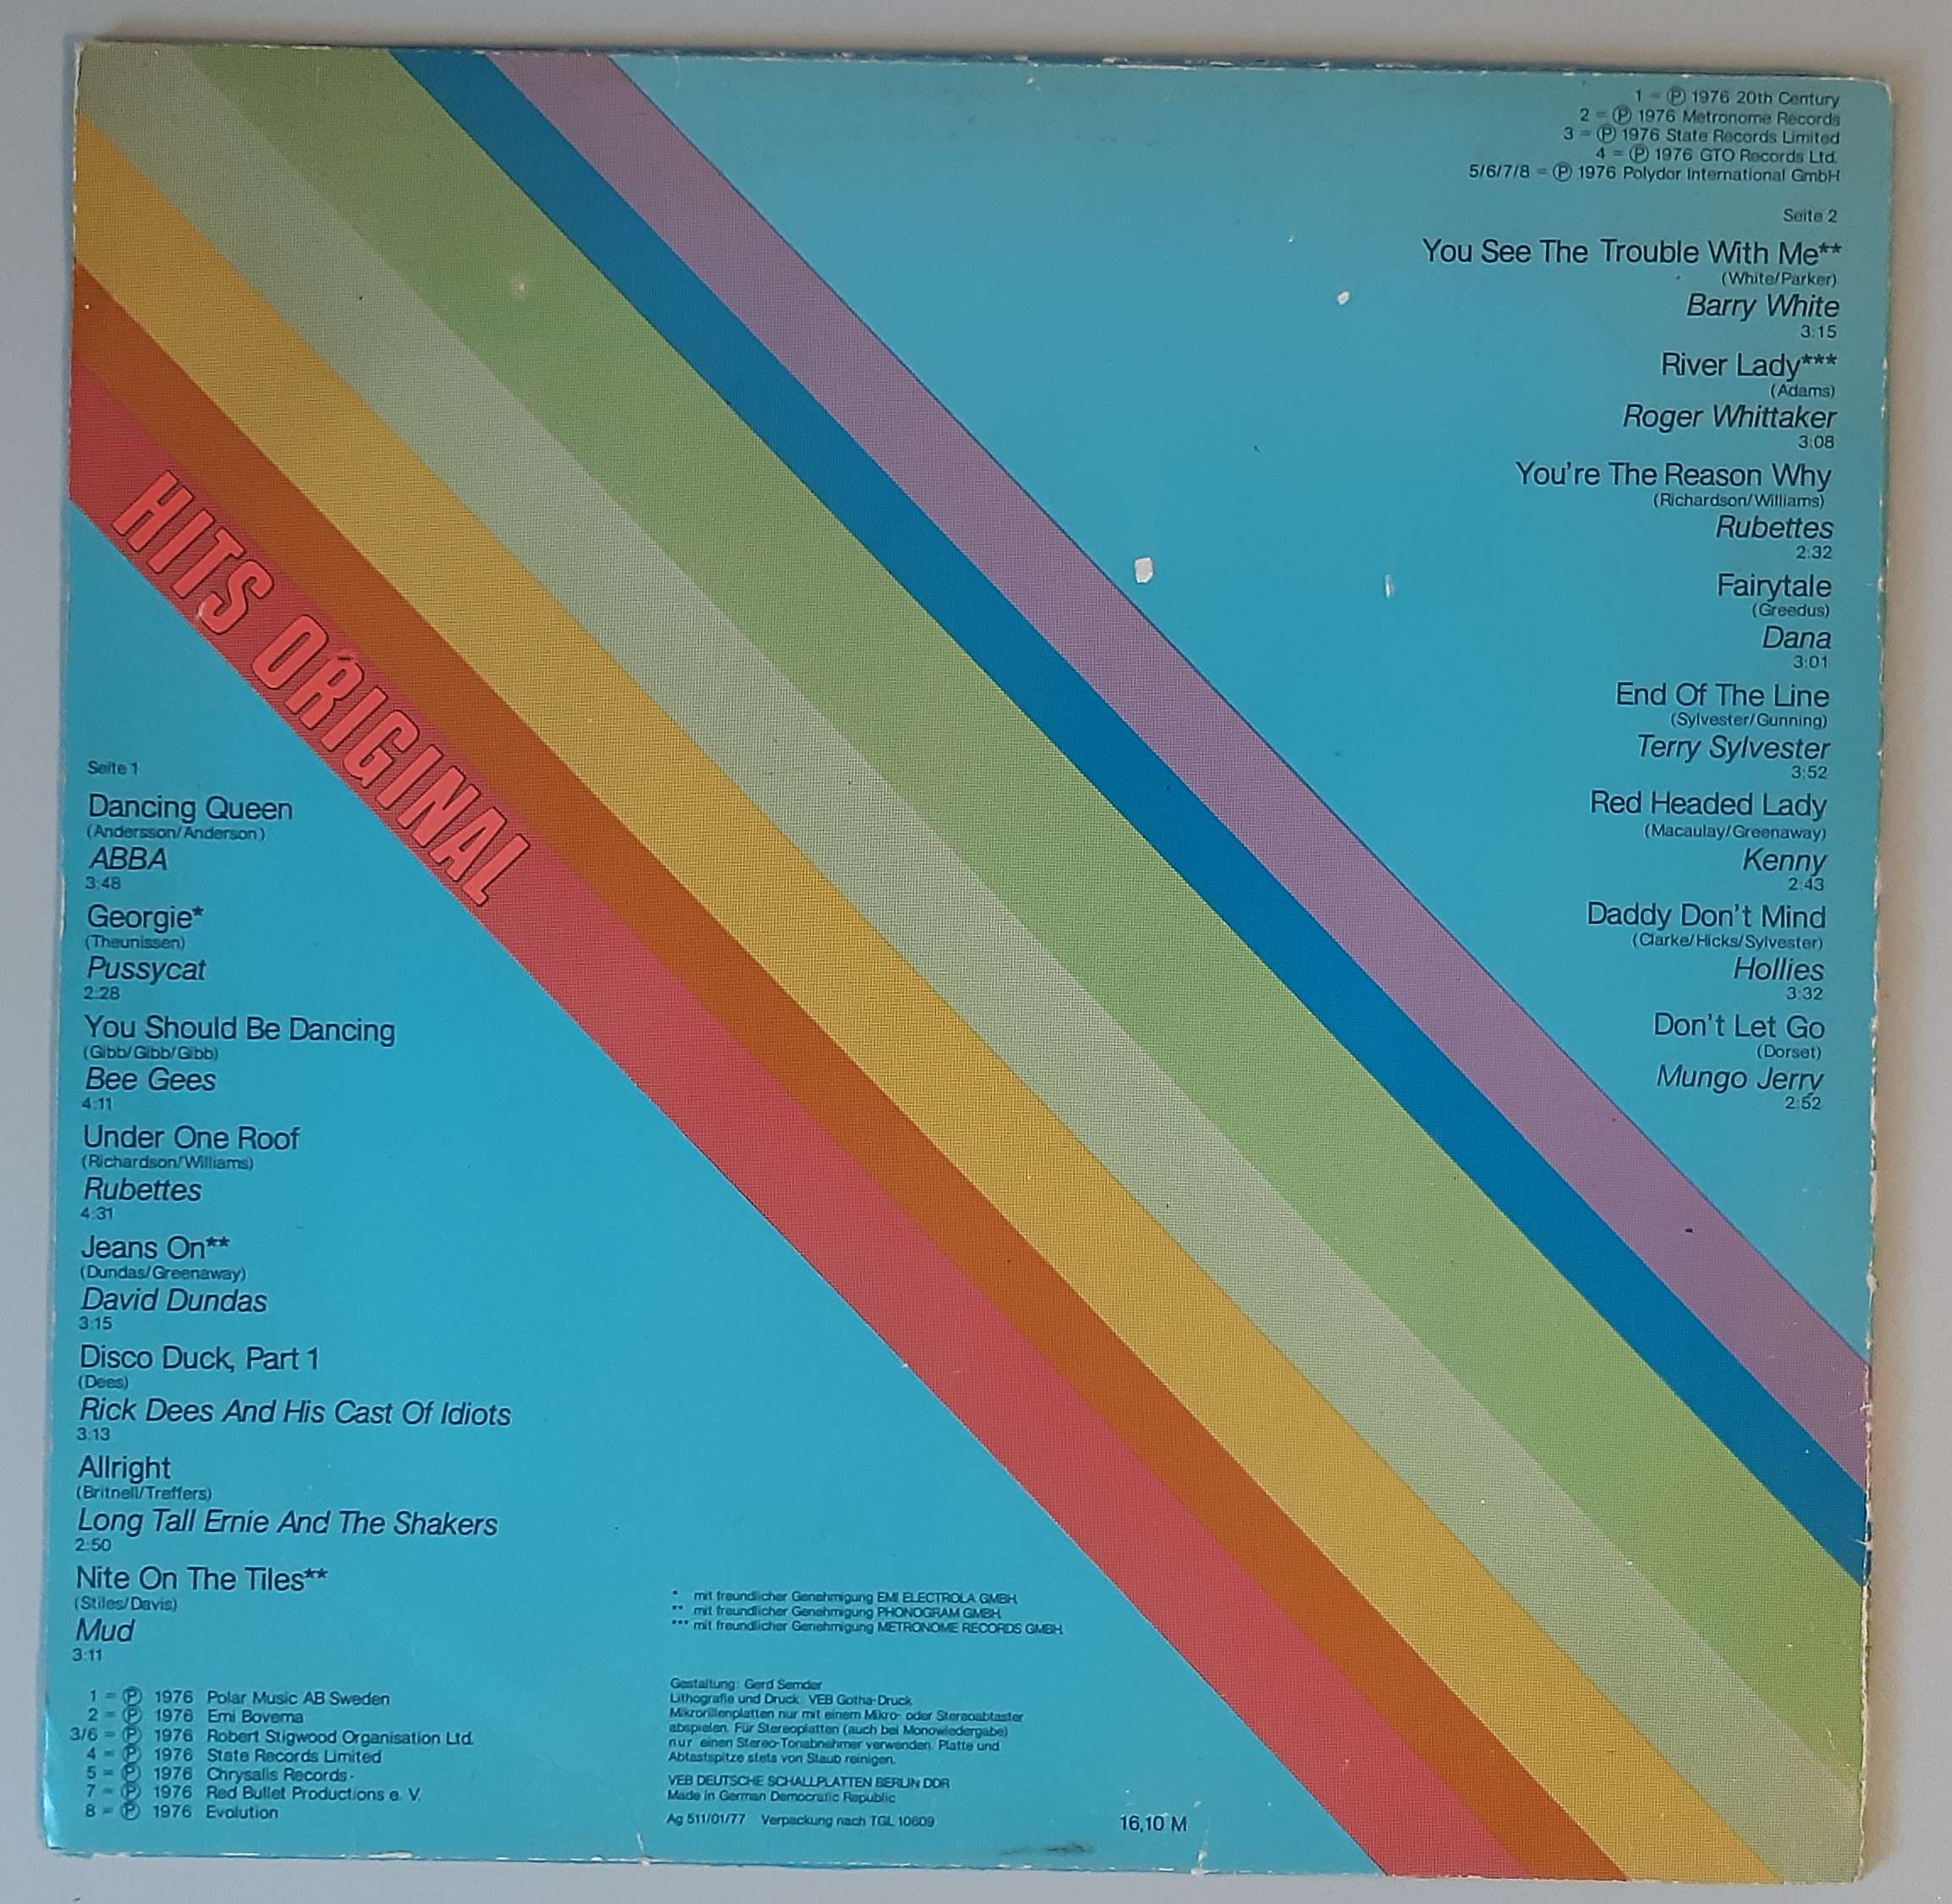 1 = Ⓟ 1976 20th Century
2 = Ⓟ 1976 Metronome Records
3 = Ⓟ 1976 State Records Limited
4 = Ⓟ 1976 GTO Records Ltd.
5/6/7/8 = Ⓟ 1976 Polydor International GmbH
Seite 2
You See The Trouble With Me**
(White/Parker)
Barry White
3:15
River Lady***
(Adams)
Roger Whittaker
3:08
You're The Reason Why
(Richardson/Williams)
Rubettes
2:32
Fairytale
(Greedus)
Dana
3:01
End Of The Line
(Sylvester/Gunning)
Terry Sylvester
3:52
Red Headed Lady
(Macaulay/Greenaway)
Kenny
2:43
Daddy Don't Mind
(Clarke/Hicks/Sylvester)
Hollies
3:32
Don't Let Go
(Dorset)
Mungo Jerry
2:52
HITS ORIGINAL
Seite 1
Dancing Queen
(Andersson/Anderson)
ABBA
3:48
Georgie*
(Theunissen)
Pussycat
2:28
You Should Be Dancing
(Gibb/Gibb/Gibb)
Bee Gees
4:11
Under One Roof
(Richardson/Williams)
Rubettes
4:31
Jeans On**
(Dundas/Greenaway)
David Dundas
3:15
Disco Duck, Part 1
(Dees)
Rick Dees And His Cast Of Idiots
3:13
Allright
(Britnell/Treffers)
Long Tall Ernie And The Shakers
2:50
Nite On The Tiles**
(Stiles/Davis)
Mud
3:11
1 = Ⓟ 1976 Polar Music AB Sweden
2 = Ⓟ 1976 Emi Bovema
3/6 = Ⓟ 1976 Robert Stigwood Organisation Ltd.
4 = Ⓟ 1976 State Records Limited
5 = Ⓟ 1976 Chrysalis Records
7 = Ⓟ 1976 Red Bullet Productions e. V.
8 = Ⓟ 1976 Evolution
* mit freundlicher Genehmigung EMI ELECTROLA GMBH.
** mit freundlicher Genehmigung PHONOGRAM GMBH.
*** mit freundlicher Genehmigung METRONOME RECORDS GMBH.
Gestaltung: Gerd Semder
Lithografie und Druck: VEB Gotha-Druck
Mikrorillenplatten nur mit einem Mikro- oder Stereoabtaster
abspielen. Für Stereoplatten (auch bei Monowiedergabe)
nur einen Stereo-Tonabnehmer verwenden. Platte und
Abtastspitze stets von Staub reinigen.
VEB DEUTSCHE SCHALLPLATTEN BERLIN DDR
Made in German Democratic Republic
Ag 511/01/77 Verpackung nach TGL 10609
16,10 M